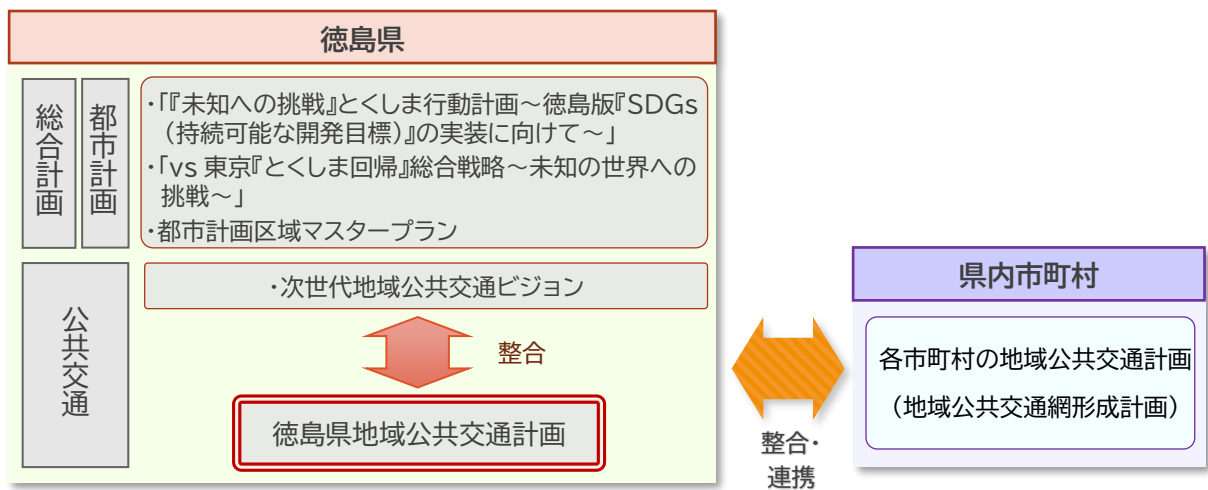 徳島県
総合計画
都市計画
・「『未知への挑戦』とくしま行動計画～徳島版『SDGs
（持続可能な開発目標）』の実装に向けて～」
・「vs 東京『とくしま回帰』総合戦略～未知の世界への
挑戦～」
・都市計画区域マスタープラン
公共交通
・次世代地域公共交通ビジョン
整合
徳島県地域公共交通計画
整合・
連携
県内市町村
各市町村の地域公共交通計画
（地域公共交通網形成計画）